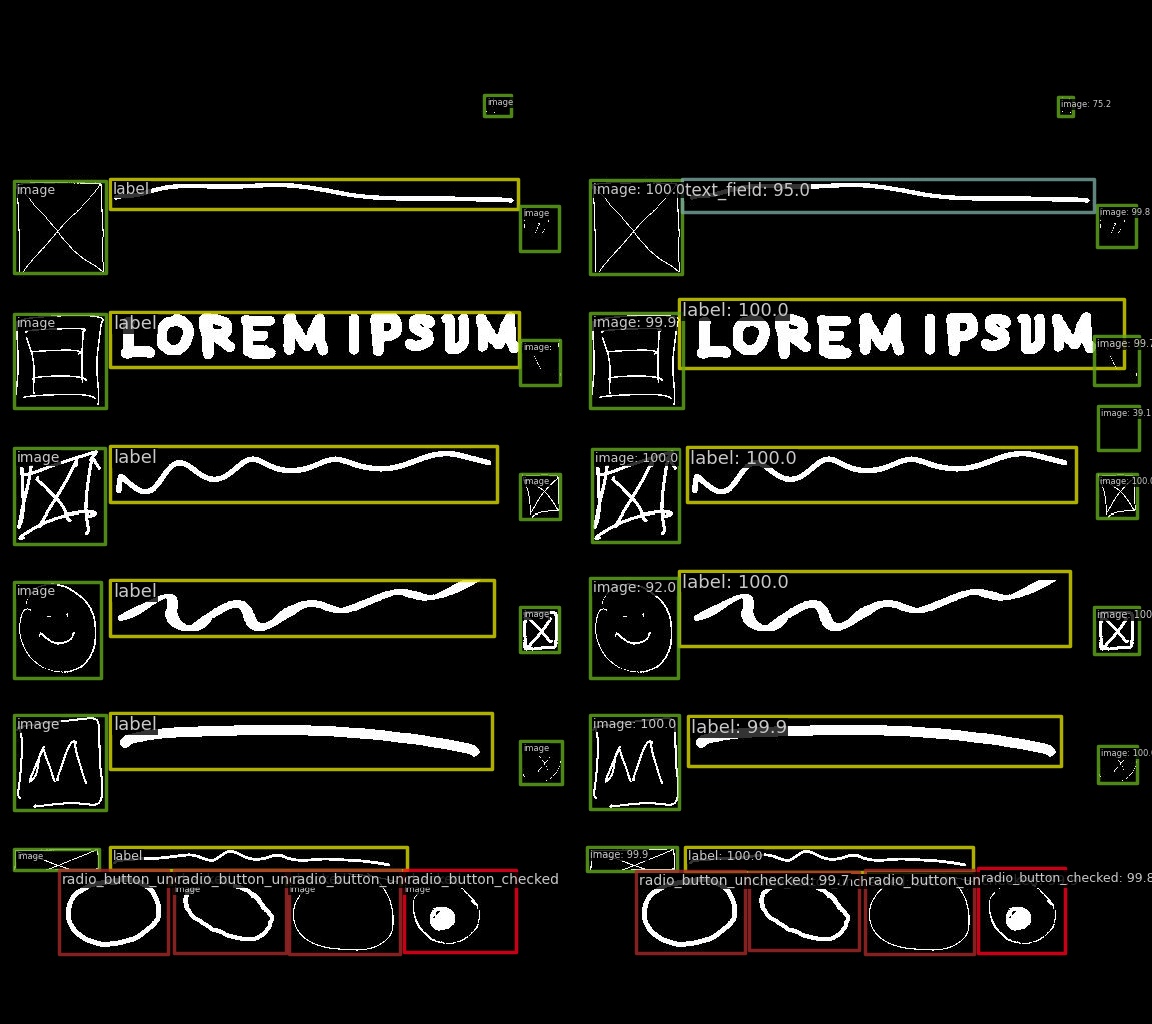 image image: 75.2
image label image: 100.0 text_field: 95.0
image image: 99.8
image label LOREM IPSUM image: 99.9 label: 100.0 LOREM IPSUM
image: image: 99.7
image: 39.1
image label image: 100.0 label: 100.0
image image: 100.0
image label image: 92.0 label: 100.0
image image: 100
image label M image: 100.0 label: 99.9 M
image image: 100.
image label image: 99.9 label: 100.0
radio_button_un radio_button_un radio_button_un radio_button_checked radio_button_unchecked: 99.7 radio_button_un radio_button_checked: 99.8
image image image